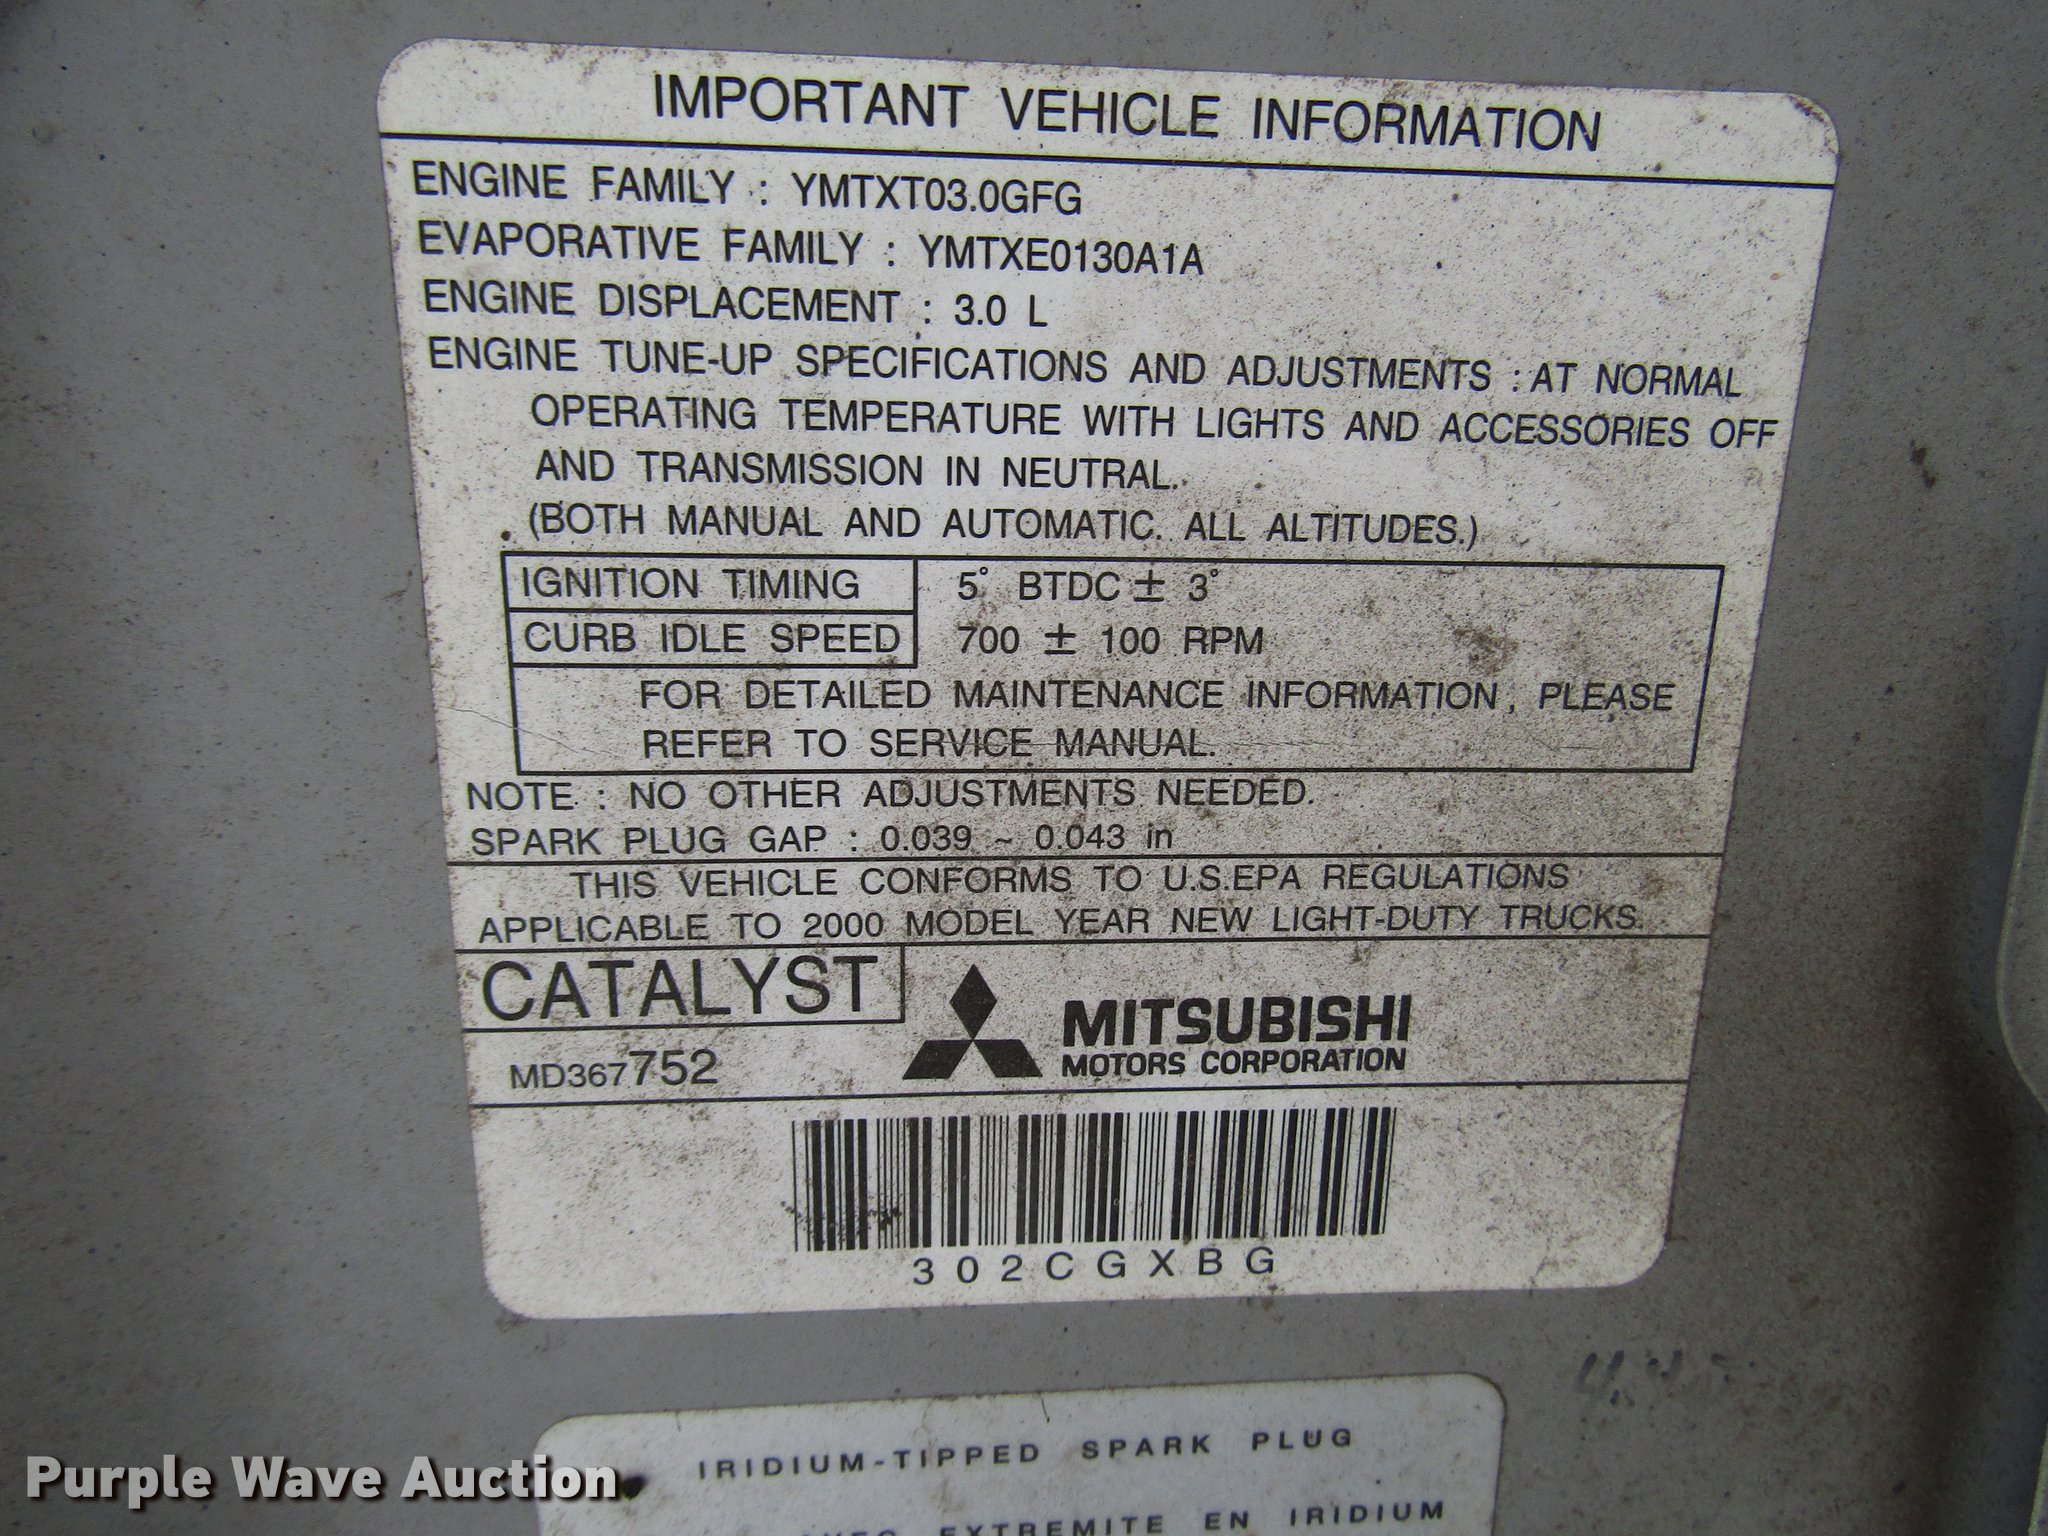 IMPORTANT VEHICLE INFORMATION
ENGINE FAMILY : YMTXT03.0GFG
EVAPORATIVE FAMILY : YMTXE0130A1A
ENGINE DISPLACEMENT : 3.0 L
ENGINE TUNE-UP SPECIFICATIONS AND ADJUSTMENTS : AT NORMAL
OPERATING TEMPERATURE WITH LIGHTS AND ACCESSORIES OFF
AND TRANSMISSION IN NEUTRAL.
(BOTH MANUAL AND AUTOMATIC. ALL ALTITUDES.)
IGNITION TIMING 5° BTDC ± 3°
CURB IDLE SPEED 700 ± 100 RPM
FOR DETAILED MAINTENANCE INFORMATION, PLEASE
REFER TO SERVICE MANUAL.
NOTE : NO OTHER ADJUSTMENTS NEEDED.
SPARK PLUG GAP : 0.039 ~ 0.043 in
THIS VEHICLE CONFORMS TO U.S.EPA REGULATIONS
APPLICABLE TO 2000 MODEL YEAR NEW LIGHT-DUTY TRUCKS.
CATALYST
MD367752
MITSUBISHI
MOTORS CORPORATION
302CGXBG
IRIDIUM-TIPPED SPARK PLUG
EXTREMITE EN IRIDIUM
Purple Wave Auction